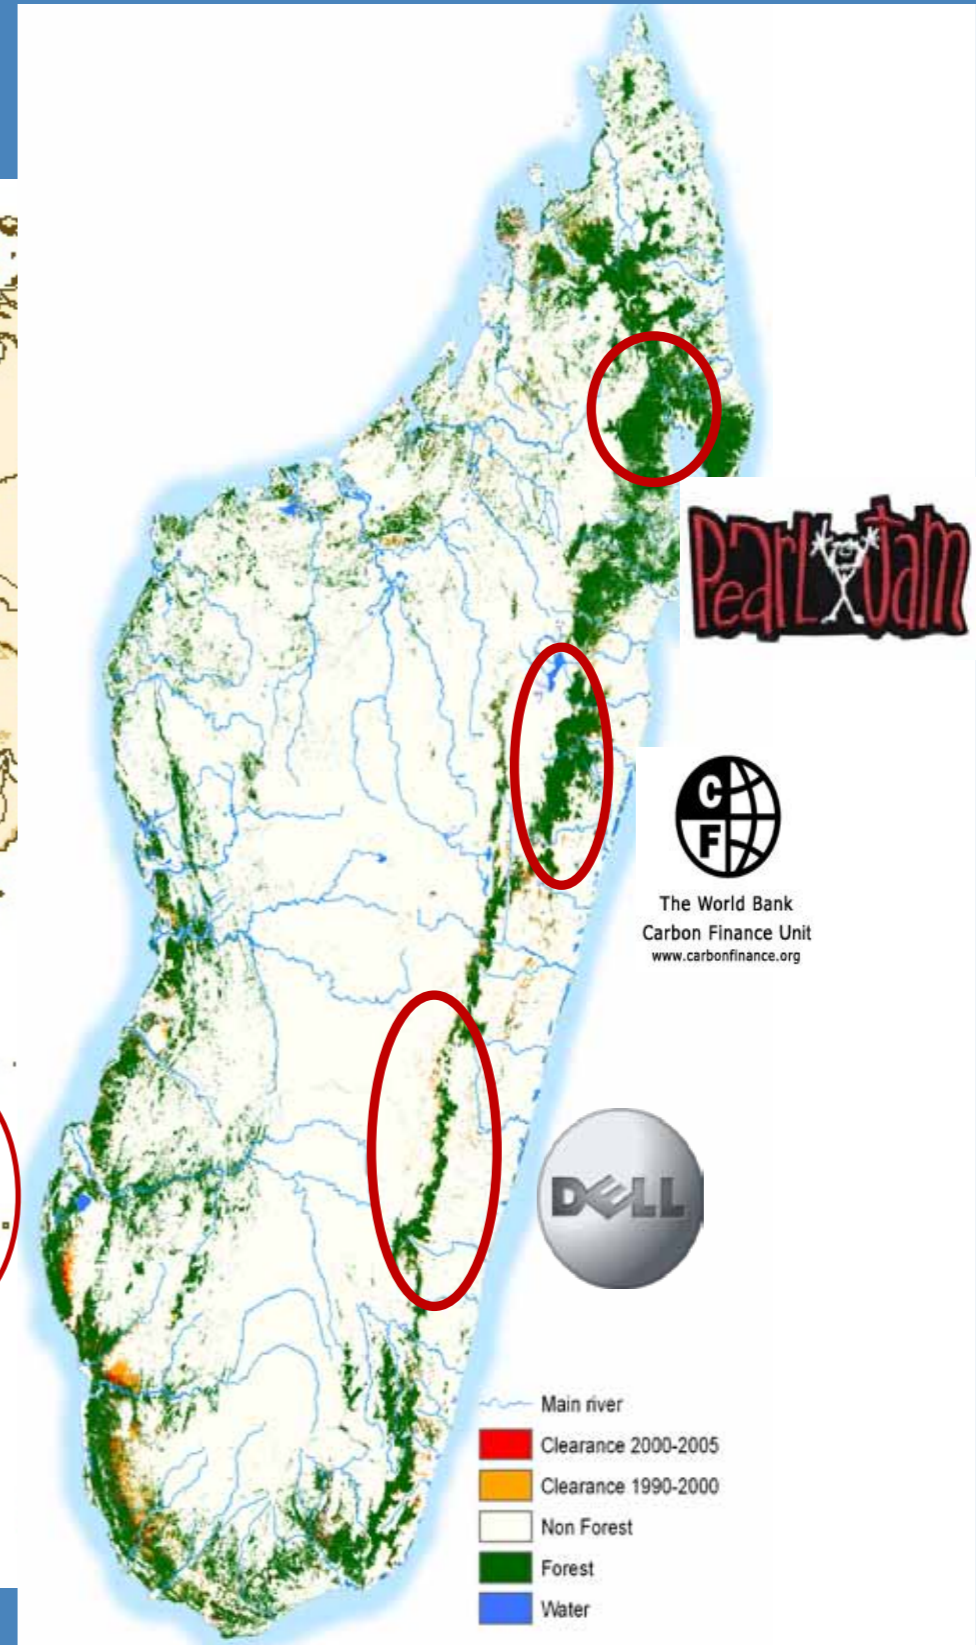 Pearl Jam
C
F
The World Bank
Carbon Finance Unit
www.carbonfinance.org
DELL
Main river
Clearance 2000-2005
Clearance 1990-2000
Non Forest
Forest
Water